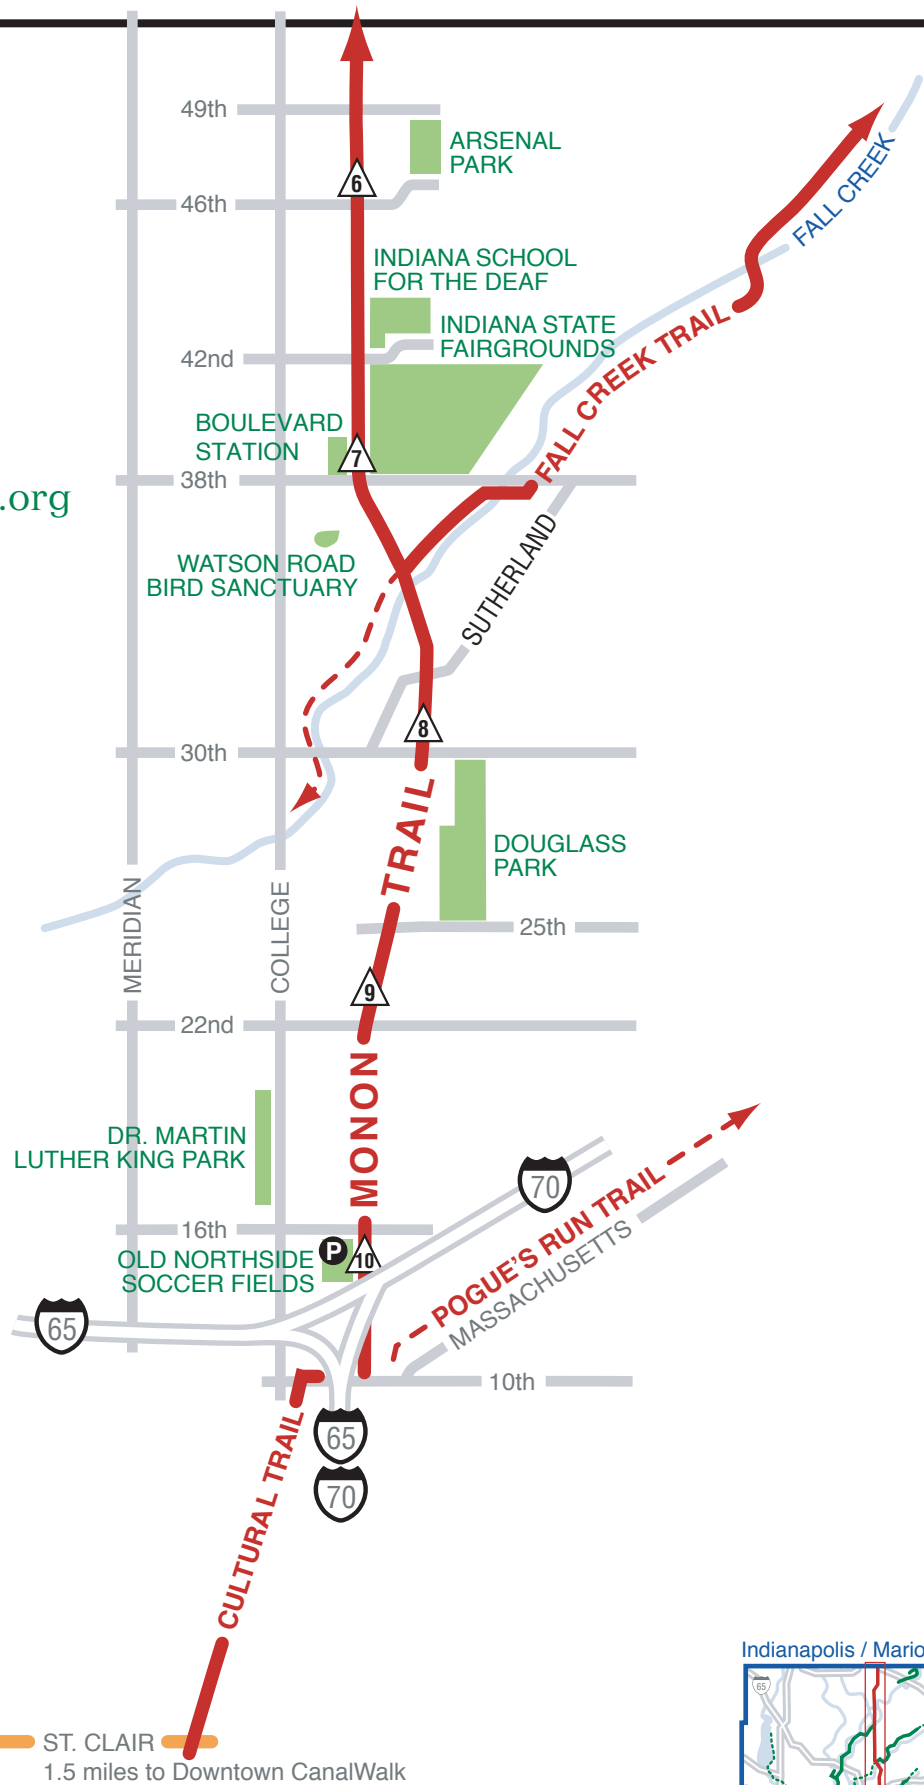 49th
ARSENAL
PARK
6
46th
FALL CREEK
INDIANA SCHOOL
FOR THE DEAF
INDIANA STATE
FAIRGROUNDS
42nd
FALL CREEK TRAIL
BOULEVARD
STATION
7
38th
.org
WATSON ROAD
BIRD SANCTUARY
SUTHERLAND
8
30th
TRAIL
DOUGLASS
PARK
MERIDIAN
COLLEGE
25th
9
22nd
MONON
DR. MARTIN
LUTHER KING PARK
70
POGUE'S RUN TRAIL
MASSACHUSETTS
16th
P
10
OLD NORTHSIDE
SOCCER FIELDS
65
10th
65
70
CULTURAL TRAIL
Indianapolis / Mario
65
ST. CLAIR
1.5 miles to Downtown CanalWalk